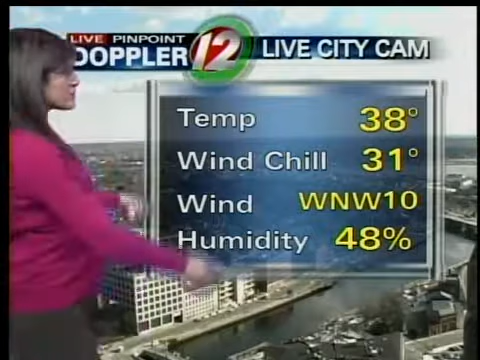 LIVE PINPOINT
DOPPLER 12 LIVE CITY CAM
Temp 38°
Wind Chill 31°
Wind WNW10
Humidity 48%